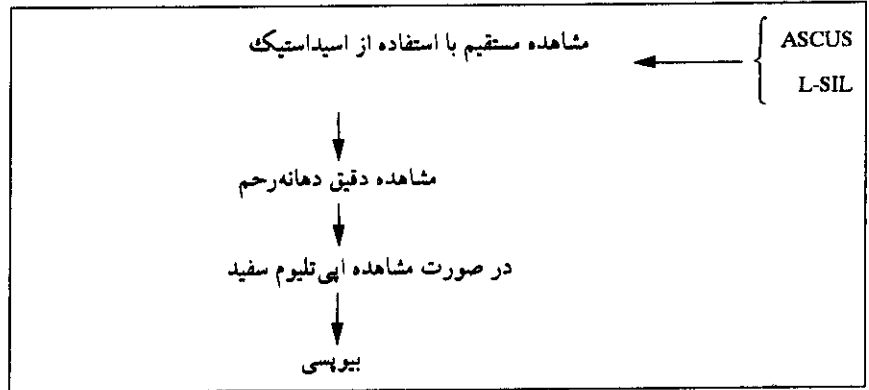 ASCUS
L-SIL
مشاهده مستقیم با استفاده از اسیداستیک
مشاهده دقیق دهانه‌رحم
در صورت مشاهده اپی‌تلیوم سفید
بیوپسی